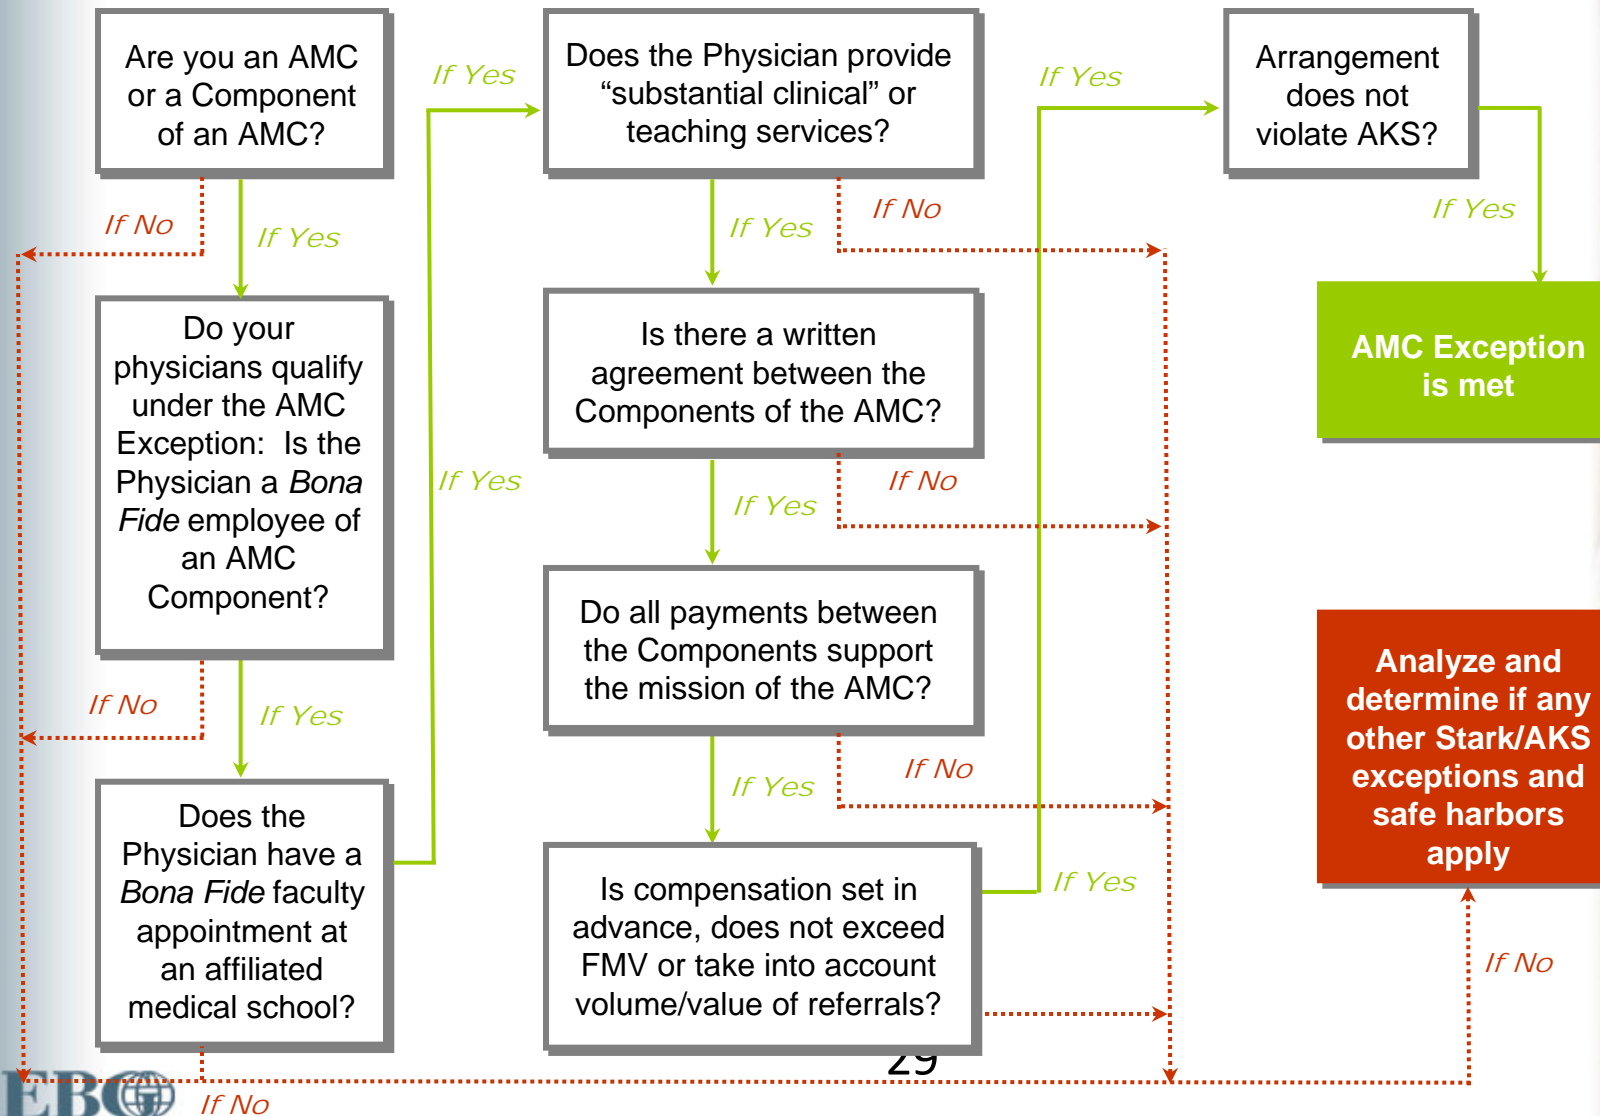 Are you an AMC
or a Component
of an AMC?
If No
If Yes
Do your
physicians qualify
under the AMC
Exception: Is the
Physician a Bona
Fide employee of
an AMC
Component?
If No
If Yes
Does the
Physician have a
Bona Fide faculty
appointment at
an affiliated
medical school?
If No
If Yes
If Yes
Does the Physician provide
“substantial clinical” or
teaching services?
If Yes
If No
Is there a written
agreement between the
Components of the AMC?
If Yes
If No
Do all payments between
the Components support
the mission of the AMC?
If Yes
If No
Is compensation set in
advance, does not exceed
FMV or take into account
volume/value of referrals?
If Yes
If Yes
Arrangement
does not
violate AKS?
If Yes
AMC Exception
is met
Analyze and
determine if any
other Stark/AKS
exceptions and
safe harbors
apply
If No
29
EBG